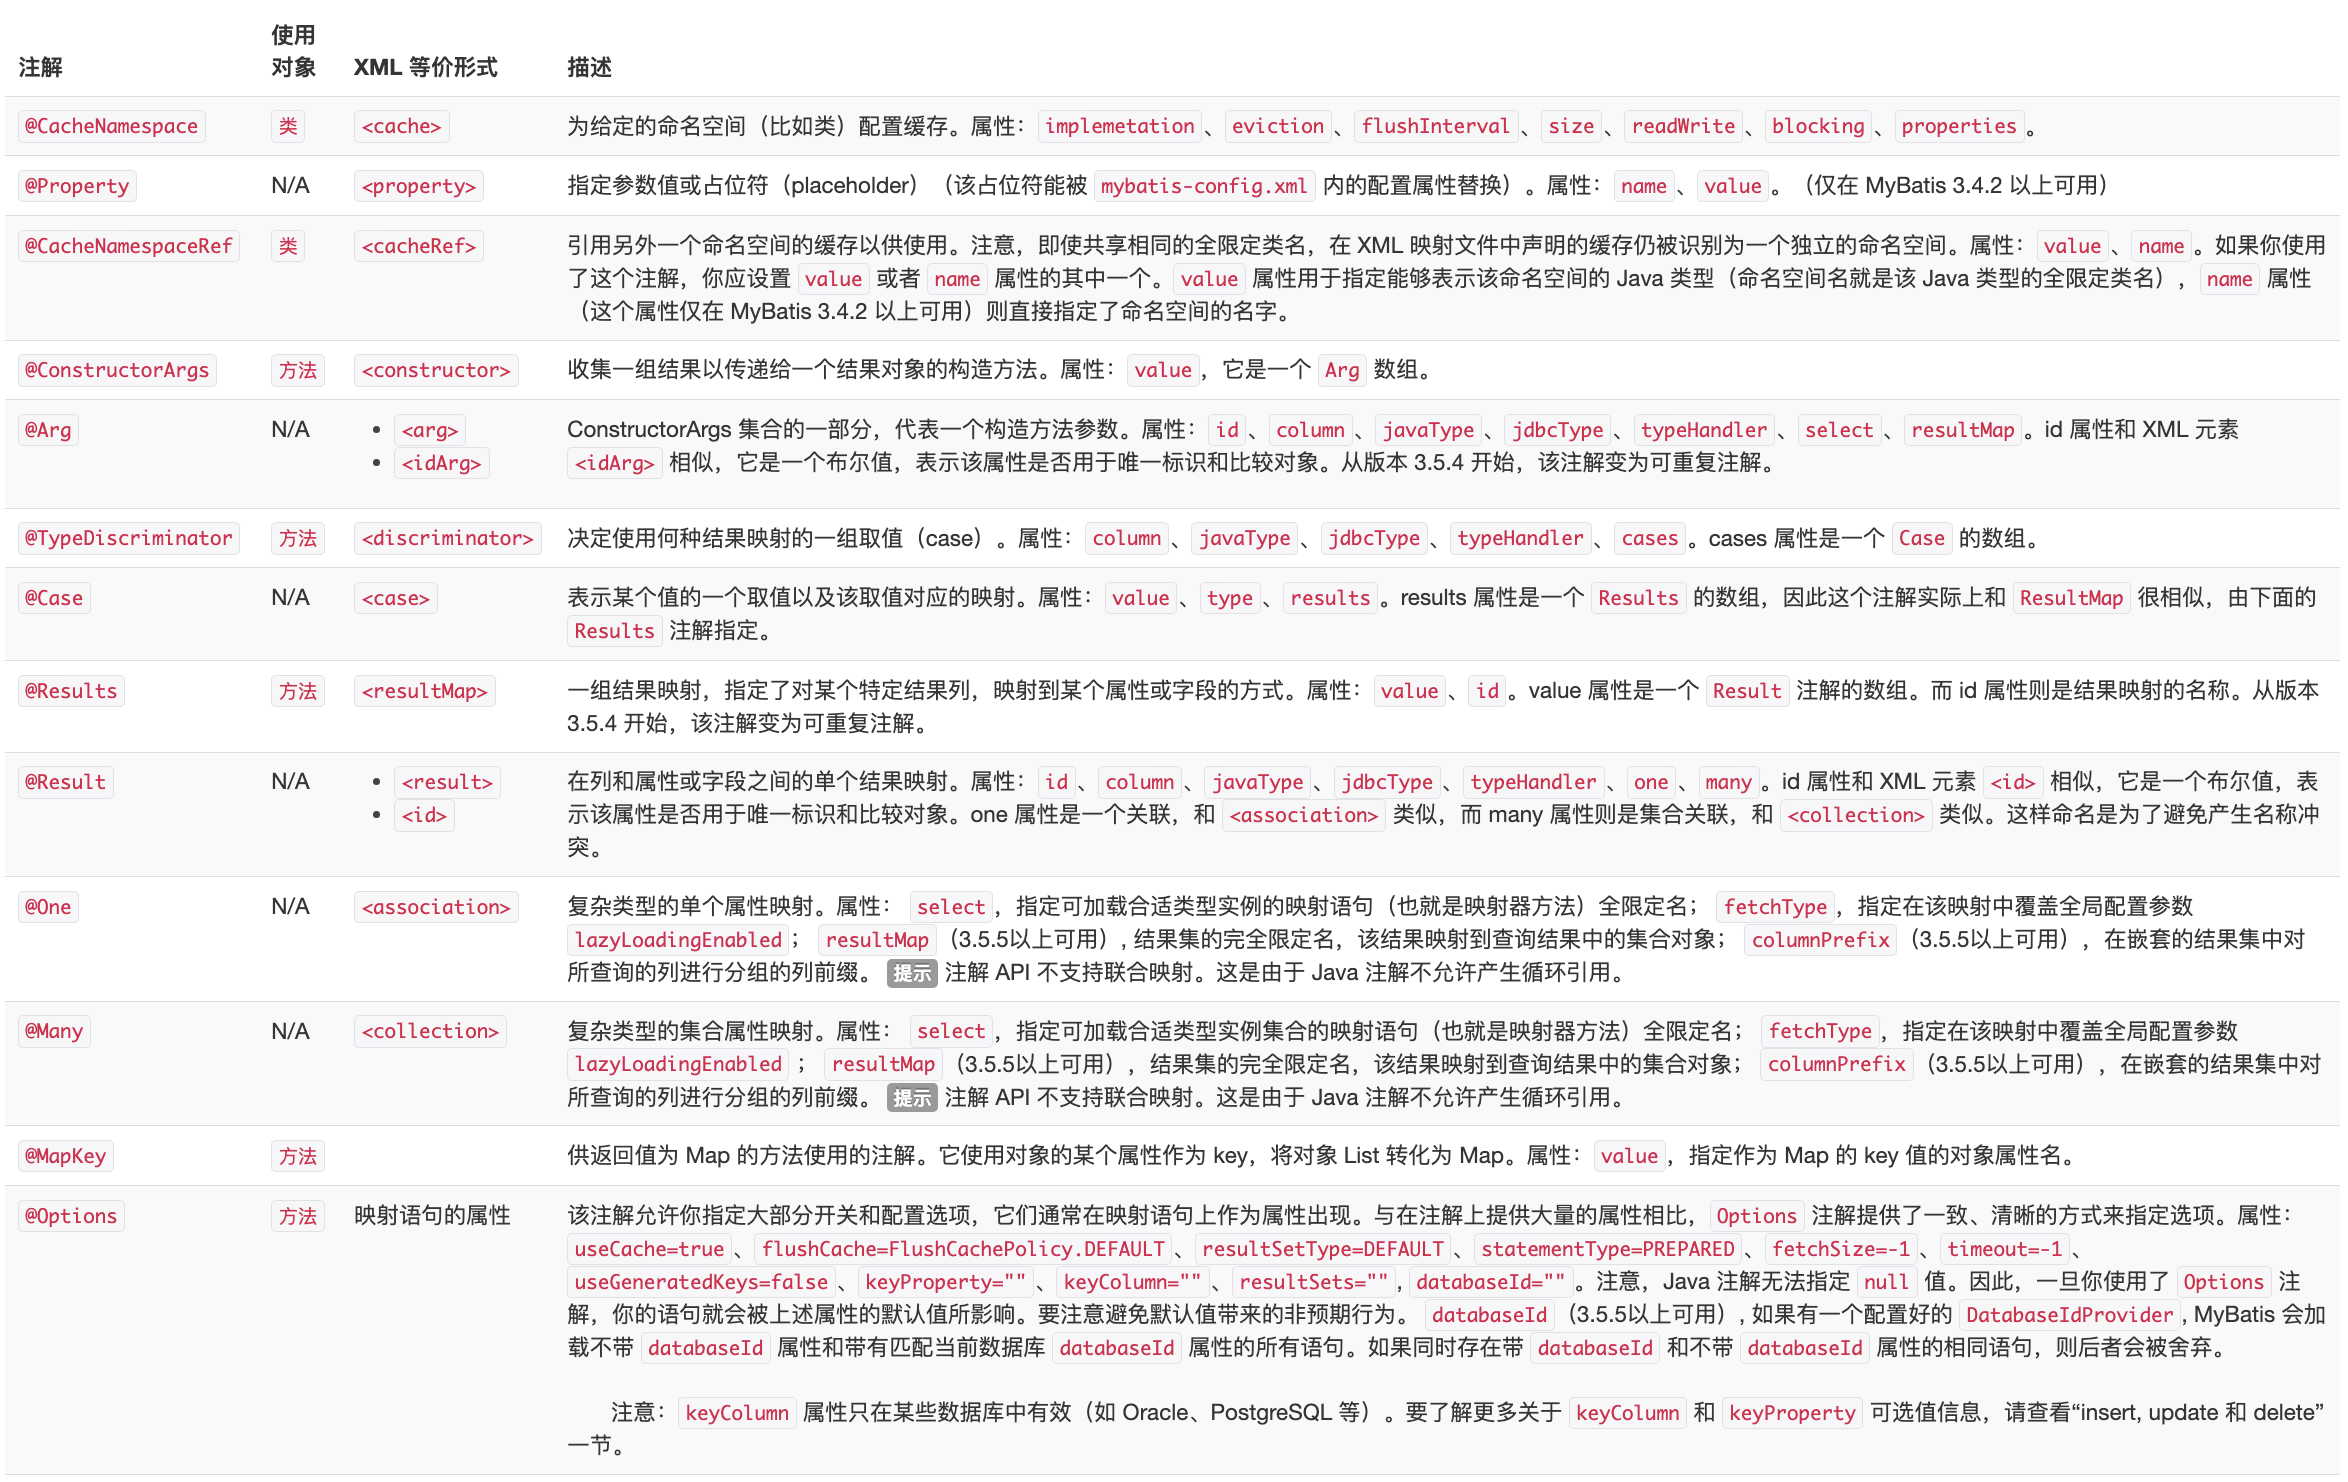 使用
注解 对象 XML 等价形式 描述
@CacheNamespace 类 <cache> 为给定的命名空间（比如类）配置缓存。属性：implemetation、eviction、flushInterval、size、readWrite、blocking、properties。
@Property N/A <property> 指定参数值或占位符（placeholder）（该占位符能被 mybatis-config.xml 内的配置属性替换）。属性：name、value。（仅在 MyBatis 3.4.2 以上可用）
@CacheNamespaceRef 类 <cacheRef> 引用另外一个命名空间的缓存以供使用。注意，即使共享相同的全限定类名，在 XML 映射文件中声明的缓存仍被识别为一个独立的命名空间。属性：value、name。如果你使用
了这个注解，你应设置 value 或者 name 属性的其中一个。value 属性用于指定能够表示该命名空间的 Java 类型（命名空间名就是该 Java 类型的全限定类名），name 属性
（这个属性仅在 MyBatis 3.4.2 以上可用）则直接指定了命名空间的名字。
@ConstructorArgs 方法 <constructor> 收集一组结果以传递给一个结果对象的构造方法。属性：value，它是一个 Arg 数组。
@Arg N/A • <arg> ConstructorArgs 集合的一部分，代表一个构造方法参数。属性：id、column、javaType、jdbcType、typeHandler、select、resultMap。id 属性和 XML 元素
• <idArg> <idArg> 相似，它是一个布尔值，表示该属性是否用于唯一标识和比较对象。从版本 3.5.4 开始，该注解变为可重复注解。
@TypeDiscriminator 方法 <discriminator> 决定使用何种结果映射的一组取值（case）。属性：column、javaType、jdbcType、typeHandler、cases。cases 属性是一个 Case 的数组。
@Case N/A <case> 表示某个值的一个取值以及该取值对应的映射。属性：value、type、results。results 属性是一个 Results 的数组，因此这个注解实际上和 ResultMap 很相似，由下面的
Results 注解指定。
@Results 方法 <resultMap> 一组结果映射，指定了对某个特定结果列，映射到某个属性或字段的方式。属性：value、id。value 属性是一个 Result 注解的数组。而 id 属性则是结果映射的名称。从版本
3.5.4 开始，该注解变为可重复注解。
@Result N/A • <result> 在列和属性或字段之间的单个结果映射。属性：id、column、javaType、jdbcType、typeHandler、one、many。id 属性和 XML 元素 <id> 相似，它是一个布尔值，表
• <id> 示该属性是否用于唯一标识和比较对象。one 属性是一个关联，和 <association> 类似，而 many 属性则是集合关联，和 <collection> 类似。这样命名是为了避免产生名称冲
突。
@One N/A <association> 复杂类型的单个属性映射。属性： select，指定可加载合适类型实例的映射语句（也就是映射器方法）全限定名； fetchType，指定在该映射中覆盖全局配置参数
lazyLoadingEnabled； resultMap（3.5.5以上可用）, 结果集的完全限定名，该结果映射到查询结果中的集合对象； columnPrefix（3.5.5以上可用），在嵌套的结果集中对
所查询的列进行分组的列前缀。 提示 注解 API 不支持联合映射。这是由于 Java 注解不允许产生循环引用。
@Many N/A <collection> 复杂类型的集合属性映射。属性： select，指定可加载合适类型实例集合的映射语句（也就是映射器方法）全限定名； fetchType，指定在该映射中覆盖全局配置参数
lazyLoadingEnabled ； resultMap（3.5.5以上可用），结果集的完全限定名，该结果映射到查询结果中的集合对象； columnPrefix（3.5.5以上可用），在嵌套的结果集中对
所查询的列进行分组的列前缀。 提示 注解 API 不支持联合映射。这是由于 Java 注解不允许产生循环引用。
@MapKey 方法 供返回值为 Map 的方法使用的注解。它使用对象的某个属性作为 key，将对象 List 转化为 Map。属性：value，指定作为 Map 的 key 值的对象属性名。
@Options 方法 映射语句的属性 该注解允许你指定大部分开关和配置选项，它们通常在映射语句上作为属性出现。与在注解上提供大量的属性相比，Options 注解提供了一致、清晰的方式来指定选项。属性：
useCache=true、flushCache=FlushCachePolicy.DEFAULT、resultSetType=DEFAULT、statementType=PREPARED、fetchSize=-1、timeout=-1、
useGeneratedKeys=false、keyProperty=""、keyColumn=""、resultSets="", databaseId=""。注意，Java 注解无法指定 null 值。因此，一旦你使用了 Options 注
解，你的语句就会被上述属性的默认值所影响。要注意避免默认值带来的非预期行为。 databaseId（3.5.5以上可用）, 如果有一个配置好的 DatabaseIdProvider, MyBatis 会加
载不带 databaseId 属性和带有匹配当前数据库 databaseId 属性的所有语句。如果同时存在带 databaseId 和不带 databaseId 属性的相同语句，则后者会被舍弃。
注意：keyColumn 属性只在某些数据库中有效（如 Oracle、PostgreSQL 等）。要了解更多关于 keyColumn 和 keyProperty 可选值信息，请查看“insert, update 和 delete”
一节。